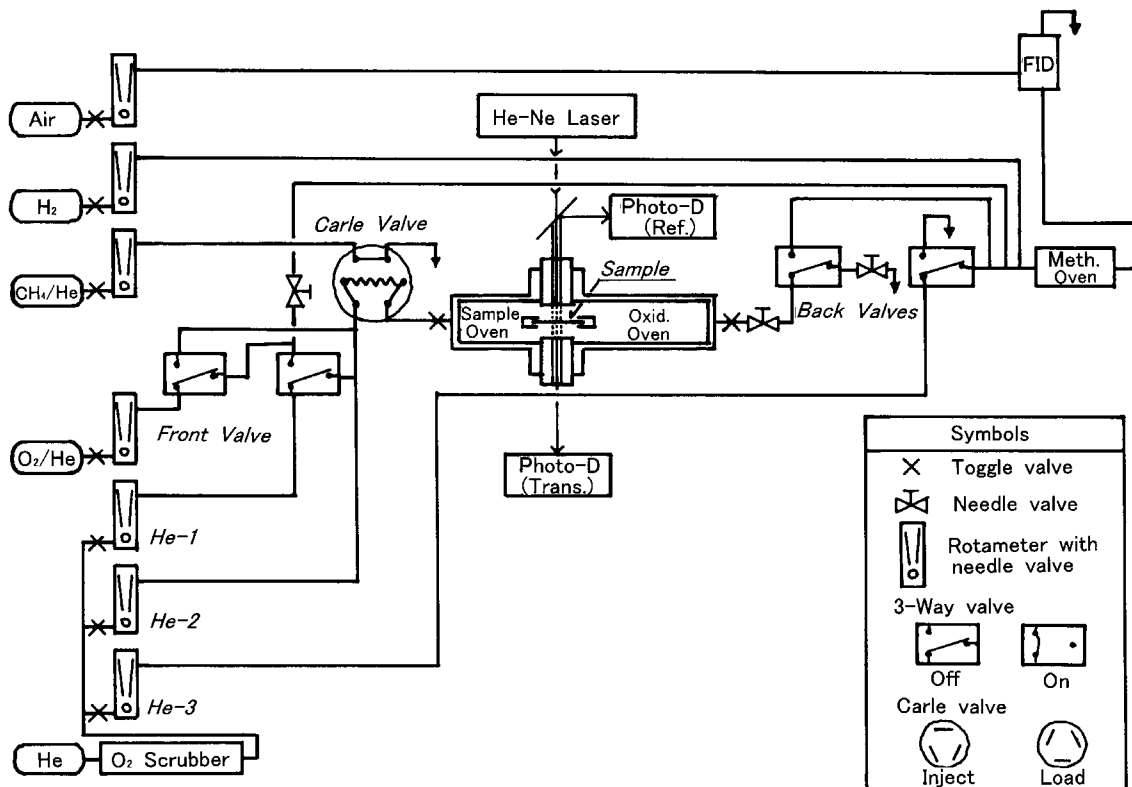 FID
Air
He-Ne Laser
H₂
Photo-D
(Ref.)
Carle Valve
CH₄/He
Sample
Meth.
Oven
Sample
Oven
Oxid.
Oven
Back Valves
Front Valve
O₂/He
Photo-D
(Trans.)
He-1
He-2
He-3
He
O₂ Scrubber
Symbols
Toggle valve
Needle valve
Rotameter with
needle valve
3-Way valve
Off
On
Carle valve
Inject
Load